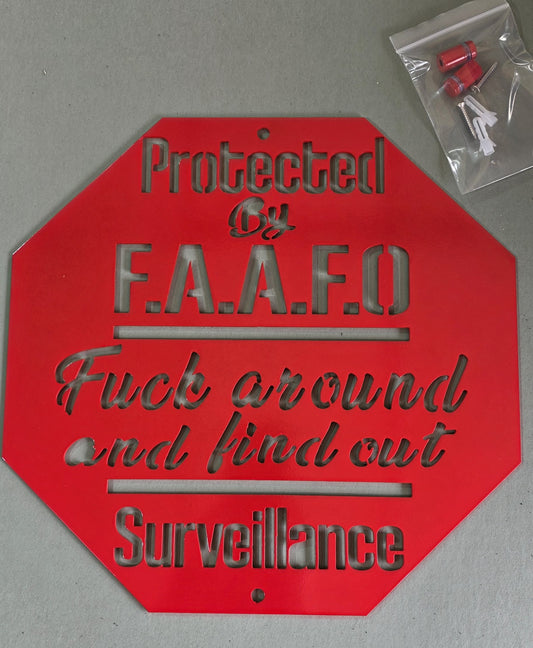 Protected
By
F.A.A.F.O
Fuck around
and find out
Surveillance